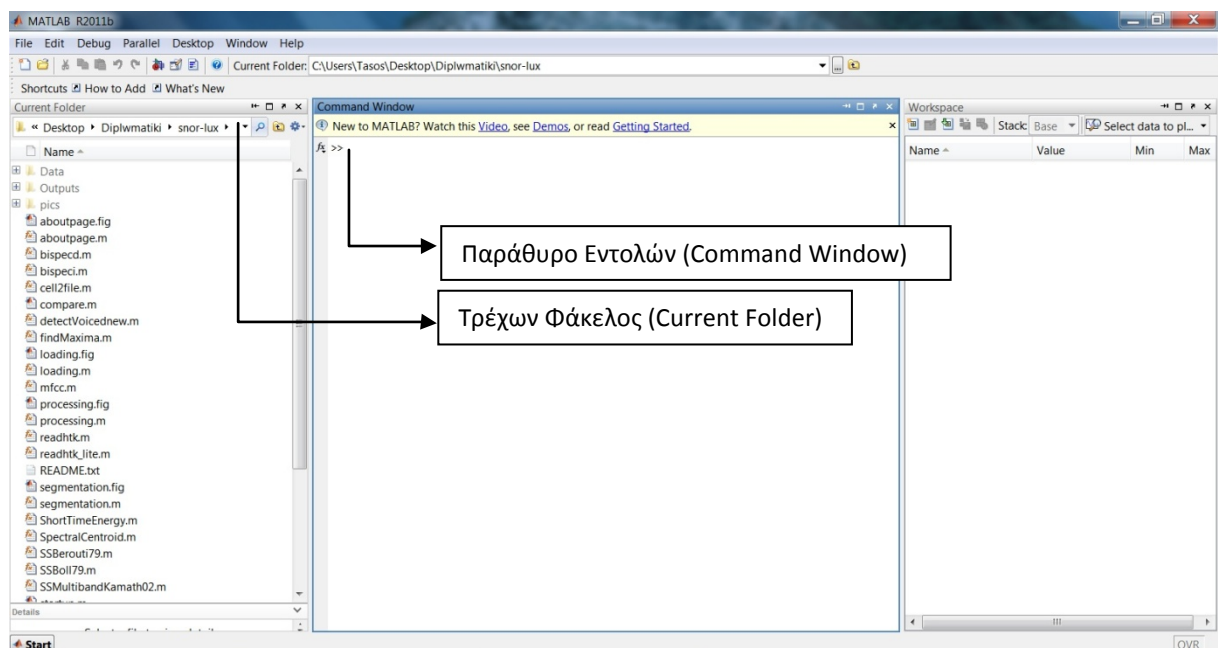 MATLAB R2011b
File Edit Debug Parallel Desktop Window Help
Current Folder: C:\Users\Tasos\Desktop\Diplwmatiki\snor-lux
Shortcuts How to Add What's New
Current Folder
« Desktop Diplwmatiki snor-lux
Name
Data
Outputs
pics
aboutpage.fig
aboutpage.m
bispecd.m
bispeci.m
cell2file.m
compare.m
detectVoicednew.m
findMaxima.m
loading.fig
loading.m
mfcc.m
processing.fig
processing.m
readhtk.m
readhtk_lite.m
README.txt
segmentation.fig
segmentation.m
ShortTimeEnergy.m
SpectralCentroid.m
SSBerouti79.m
SSBoll79.m
SSMultibandKamath02.m
Details
Start
Command Window
New to MATLAB? Watch this Video, see Demos, or read Getting Started.
fx >>
Παράθυρο Εντολών (Command Window)
Τρέχων Φάκελος (Current Folder)
Workspace
Stack: Base Select data to pl...
Name Value Min Max
OVR